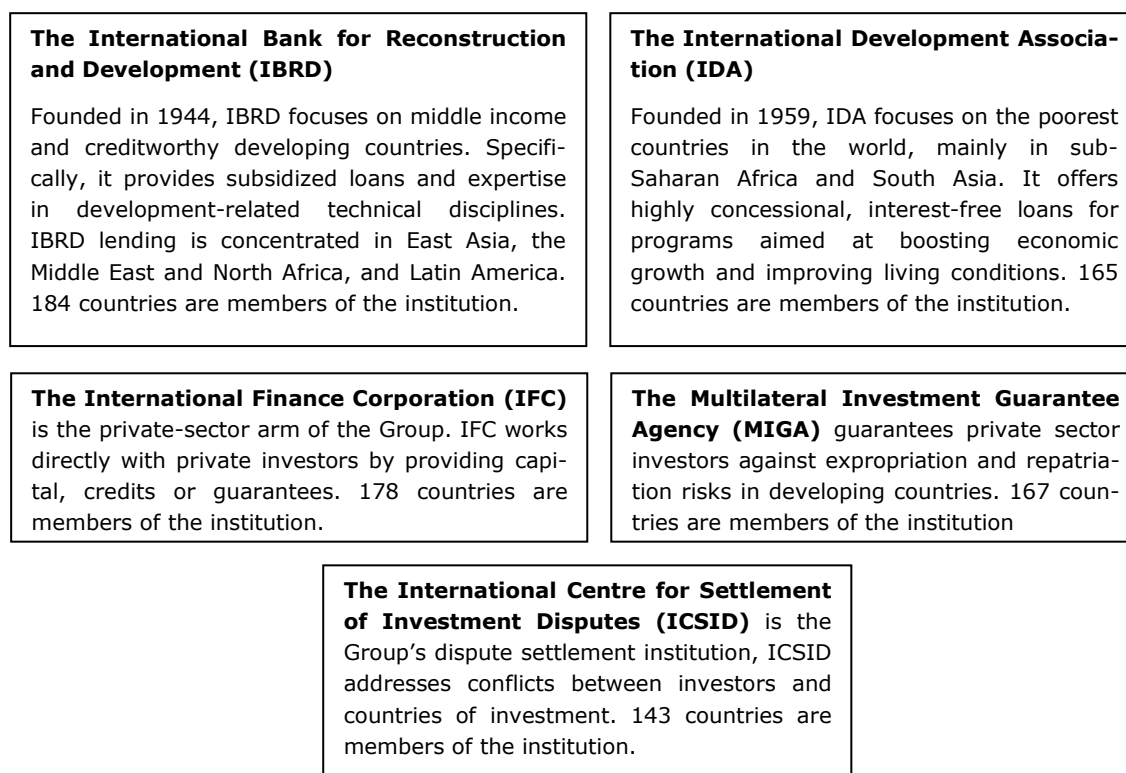 The International Bank for Reconstruction
and Development (IBRD)
Founded in 1944, IBRD focuses on middle income
and creditworthy developing countries. Specifi-
cally, it provides subsidized loans and expertise
in development-related technical disciplines.
IBRD lending is concentrated in East Asia, the
Middle East and North Africa, and Latin America.
184 countries are members of the institution.
The International Development Associa-
tion (IDA)
Founded in 1959, IDA focuses on the poorest
countries in the world, mainly in sub-
Saharan Africa and South Asia. It offers
highly concessional, interest-free loans for
programs aimed at boosting economic
growth and improving living conditions. 165
countries are members of the institution.
The International Finance Corporation (IFC)
is the private-sector arm of the Group. IFC works
directly with private investors by providing capi-
tal, credits or guarantees. 178 countries are
members of the institution.
The Multilateral Investment Guarantee
Agency (MIGA) guarantees private sector
investors against expropriation and repatria-
tion risks in developing countries. 167 coun-
tries are members of the institution
The International Centre for Settlement
of Investment Disputes (ICSID) is the
Group's dispute settlement institution, ICSID
addresses conflicts between investors and
countries of investment. 143 countries are
members of the institution.